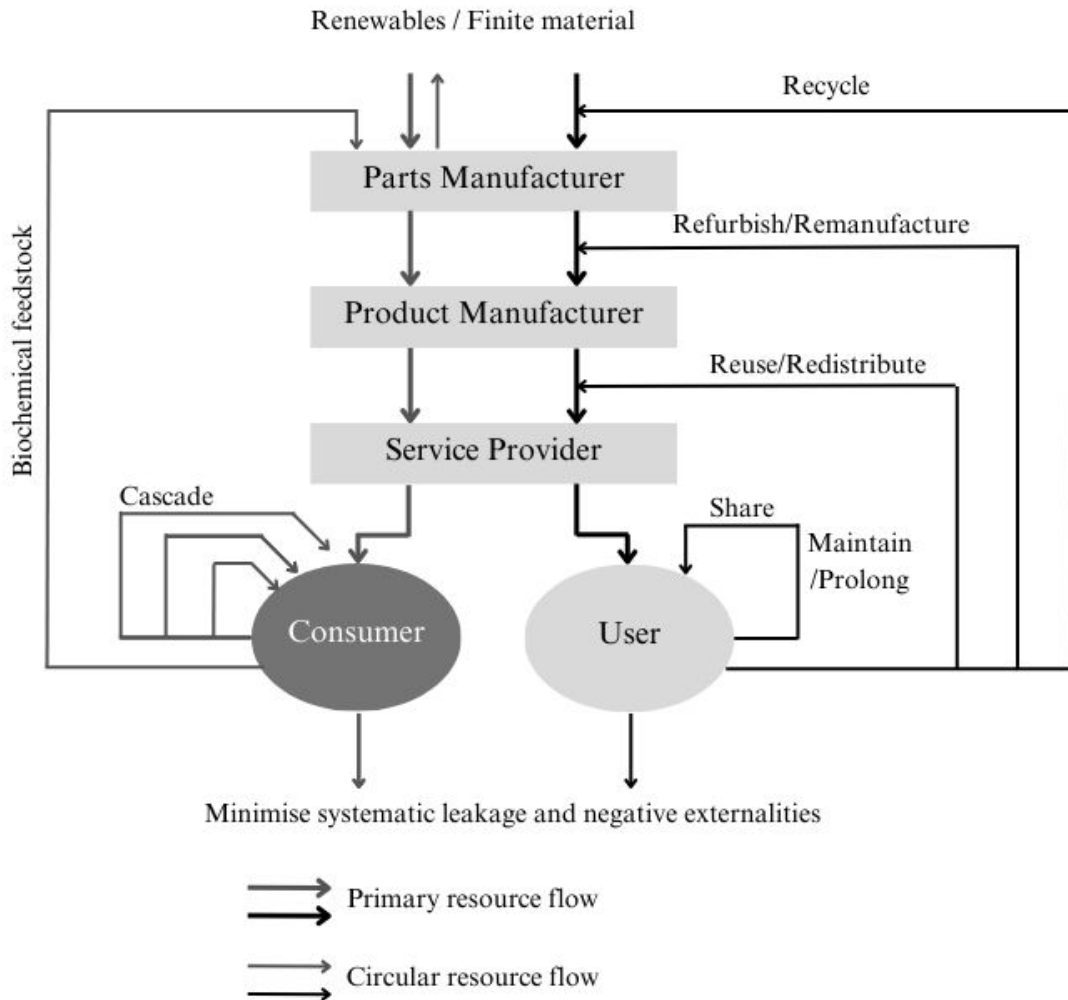 Renewables / Finite material
Recycle
Parts Manufacturer
Refurbish/Remanufacture
Product Manufacturer
Biochemical feedstock
Reuse/Redistribute
Service Provider
Cascade
Share
Maintain
/Prolong
Consumer
User
Minimise systematic leakage and negative externalities
Primary resource flow
Circular resource flow